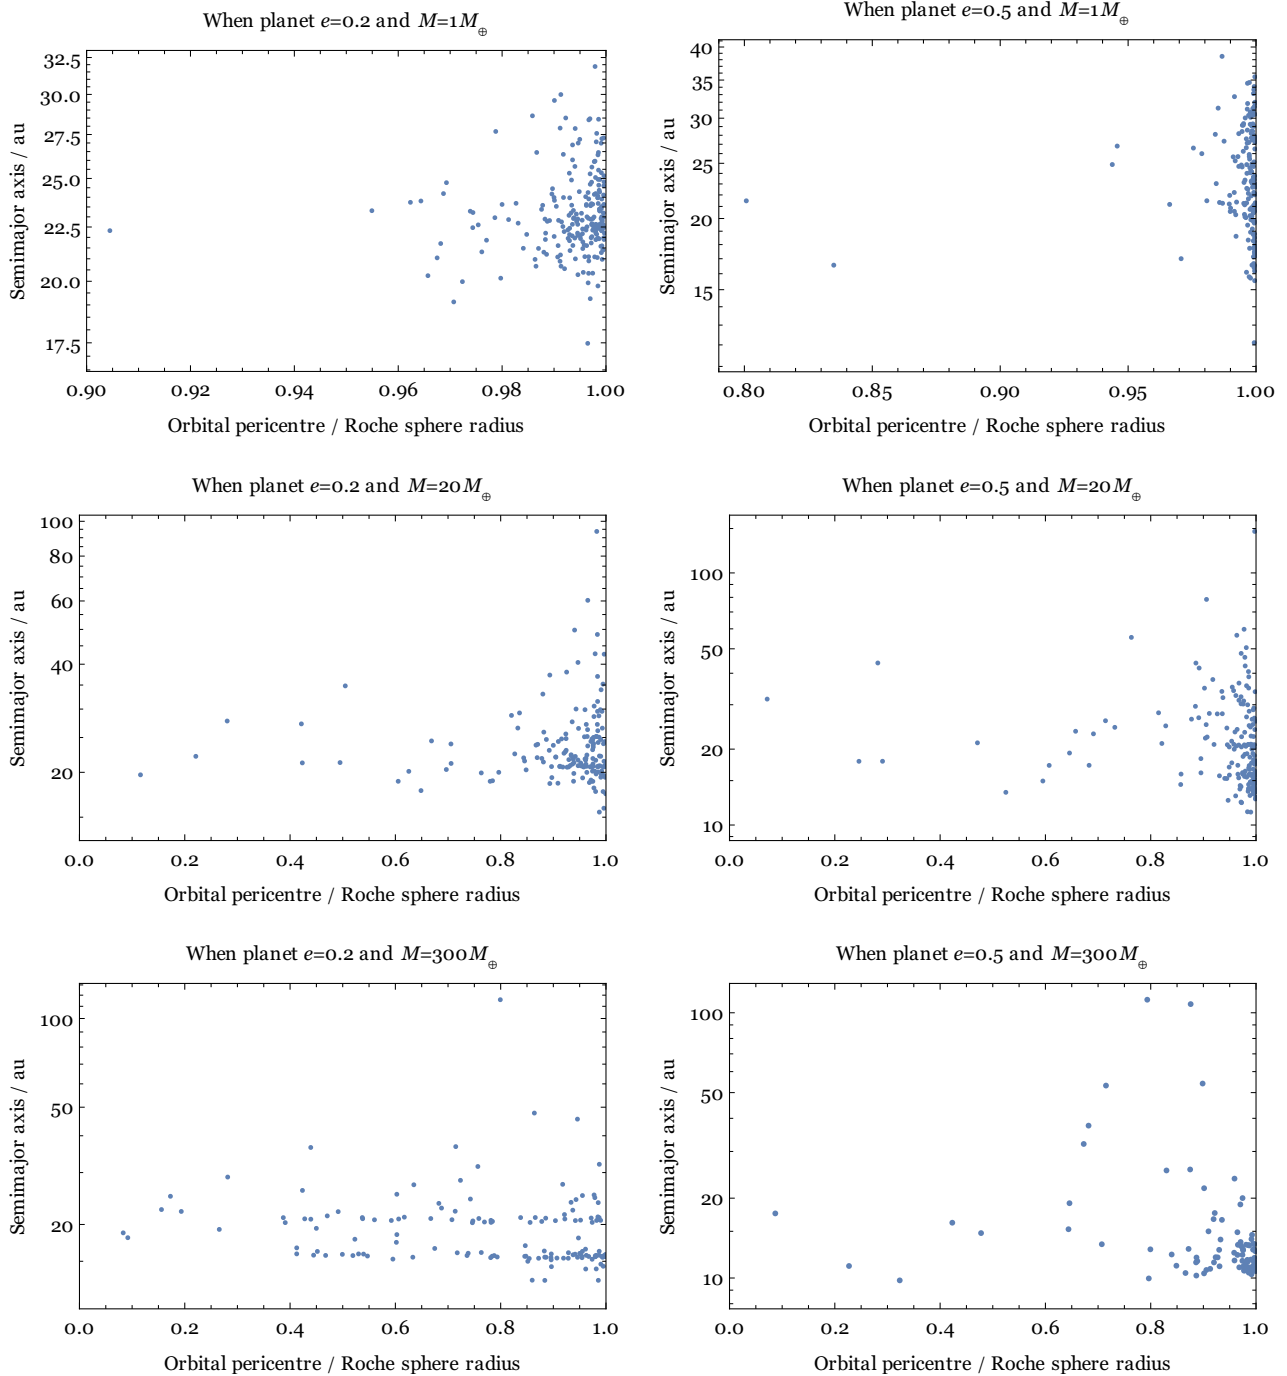 When planet e=0.2 and M=1M⊕
32.5
30.0
27.5
25.0
22.5
20.0
17.5
Semimajor axis / au
0.90 0.92 0.94 0.96 0.98 1.00
Orbital pericentre / Roche sphere radius
When planet e=0.5 and M=1M⊕
40
35
30
25
20
15
Semimajor axis / au
0.80 0.85 0.90 0.95 1.00
Orbital pericentre / Roche sphere radius
When planet e=0.2 and M=20M⊕
100
80
60
40
20
Semimajor axis / au
0.0 0.2 0.4 0.6 0.8 1.0
Orbital pericentre / Roche sphere radius
When planet e=0.5 and M=20M⊕
100
50
20
10
Semimajor axis / au
0.0 0.2 0.4 0.6 0.8 1.0
Orbital pericentre / Roche sphere radius
When planet e=0.2 and M=300M⊕
100
50
20
Semimajor axis / au
0.0 0.2 0.4 0.6 0.8 1.0
Orbital pericentre / Roche sphere radius
When planet e=0.5 and M=300M⊕
100
50
20
10
Semimajor axis / au
0.0 0.2 0.4 0.6 0.8 1.0
Orbital pericentre / Roche sphere radius